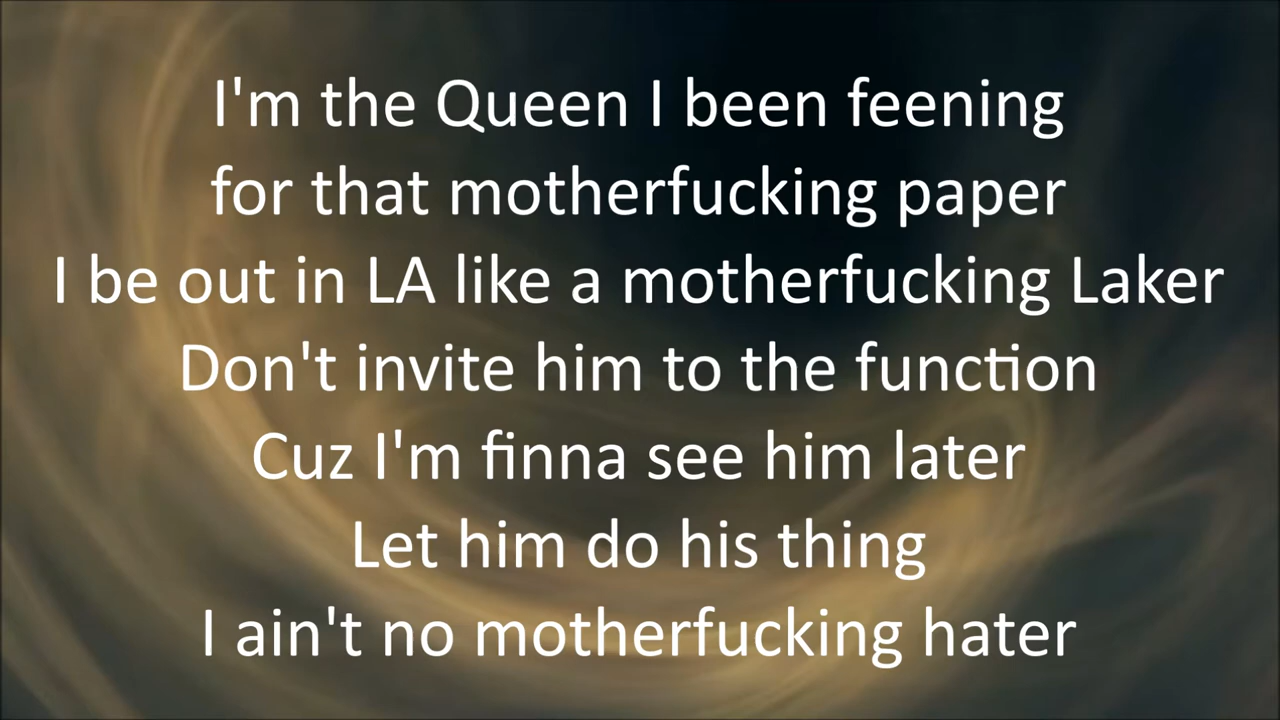 I'm the Queen I been feening
for that motherfucking paper
I be out in LA like a motherfucking Laker
Don't invite him to the function
Cuz I'm finna see him later
Let him do his thing
I ain't no motherfucking hater